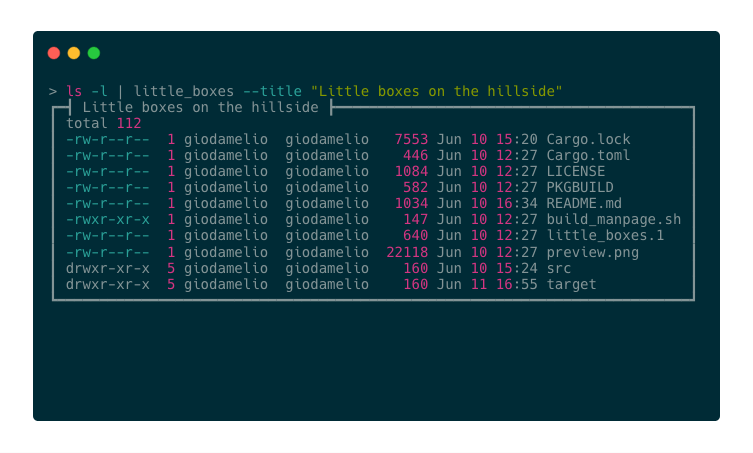 > ls -l | little_boxes --title "Little boxes on the hillside"
Little boxes on the hillside
total 112
-rw-r--r--  1 giodamelio  giodamelio   7553 Jun 10 15:20 Cargo.lock
-rw-r--r--  1 giodamelio  giodamelio    446 Jun 10 12:27 Cargo.toml
-rw-r--r--  1 giodamelio  giodamelio   1084 Jun 10 12:27 LICENSE
-rw-r--r--  1 giodamelio  giodamelio    582 Jun 10 12:27 PKGBUILD
-rw-r--r--  1 giodamelio  giodamelio   1034 Jun 10 16:34 README.md
-rwxr-xr-x  1 giodamelio  giodamelio    147 Jun 10 12:27 build_manpage.sh
-rw-r--r--  1 giodamelio  giodamelio    640 Jun 10 12:27 little_boxes.1
-rw-r--r--  1 giodamelio  giodamelio  22118 Jun 10 12:27 preview.png
drwxr-xr-x  5 giodamelio  giodamelio    160 Jun 10 15:24 src
drwxr-xr-x  5 giodamelio  giodamelio    160 Jun 11 16:55 target